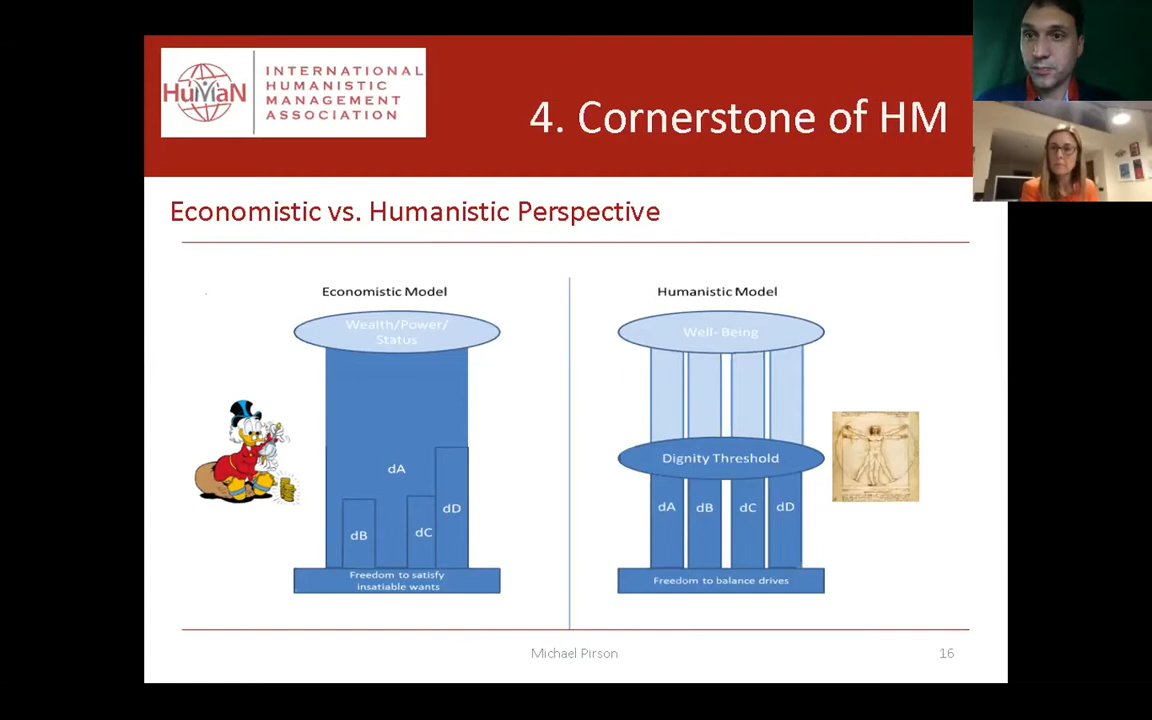 HuMaN
INTERNATIONAL
HUMANISTIC
MANAGEMENT
ASSOCIATION
4. Cornerstone of HM
Economistic vs. Humanistic Perspective
Economistic Model
Wealth/Power/
Status
dA
dB
dC
dD
Freedom to satisfy
insatiable wants
Humanistic Model
Well- Being
Dignity Threshold
dA
dB
dC
dD
Freedom to balance drives
Michael Pirson
16